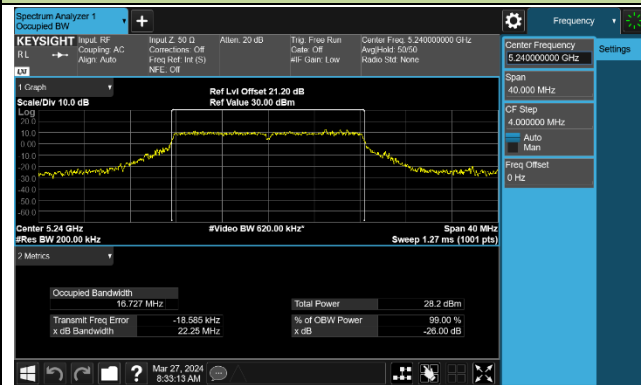 Spectrum Analyzer 1
Occupied BW
Frequency
KEYSIGHT
RL
LXI
Input: RF
Coupling: AC
Align: Auto
Input Z: 50 Ω
Corrections: Off
Freq Ref: Int (S)
NFE: Off
Atten: 20 dB
Trig: Free Run
Gate: Off
#IF Gain: Low
Center Freq: 5.240000000 GHz
Avg|Hold: 50/50
Radio Std: None
Center Frequency
5.240000000 GHz
Settings
Span
40.000 MHz
CF Step
4.000000 MHz
Auto
Man
Freq Offset
0 Hz
1 Graph
Scale/Div 10.0 dB
Ref Lvl Offset 21.20 dB
Ref Value 30.00 dBm
Log
20.0
10.0
0.00
-10.0
-20.0
-30.0
-40.0
-50.0
-60.0
Center 5.24 GHz
#Res BW 200.00 kHz
#Video BW 620.00 kHz*
Span 40 MHz
Sweep 1.27 ms (1001 pts)
2 Metrics
Occupied Bandwidth
16.727 MHz
Total Power 28.2 dBm
Transmit Freq Error -18.585 kHz
% of OBW Power 99.00 %
x dB Bandwidth 22.25 MHz
x dB -26.00 dB
Mar 27, 2024
8:33:13 AM